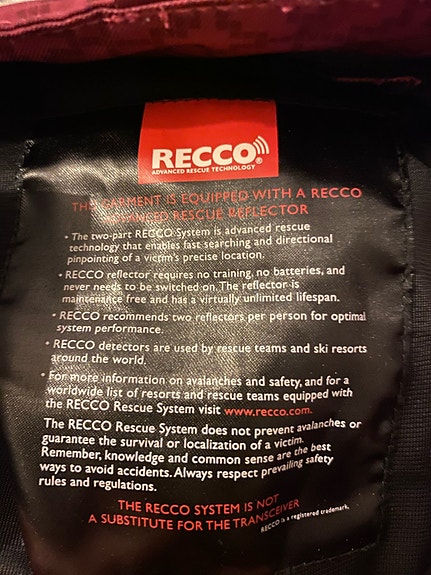 RECCO®
ADVANCED RESCUE TECHNOLOGY
THIS GARMENT IS EQUIPPED WITH A RECCO
ADVANCED RESCUE REFLECTOR
• The two-part RECCO System is advanced rescue
technology that enables fast searching and directional
pinpointing of a victim's precise location.
• RECCO reflector requires no training, no batteries, and
never needs to be switched on. The reflector is
maintenance free and has a virtually unlimited lifespan.
• RECCO recommends two reflectors per person for optimal
system performance.
• RECCO detectors are used by rescue teams and ski resorts
around the world.
• For more information on avalanches and safety, and for a
worldwide list of resorts and rescue teams equipped with
the RECCO Rescue System visit www.recco.com.
The RECCO Rescue System does not prevent avalanches or
guarantee the survival or localization of a victim.
Remember, knowledge and common sense are the best
ways to avoid accidents. Always respect prevailing safety
rules and regulations.
THE RECCO SYSTEM IS NOT
A SUBSTITUTE FOR THE TRANSCEIVER
RECCO is a registered trademark.